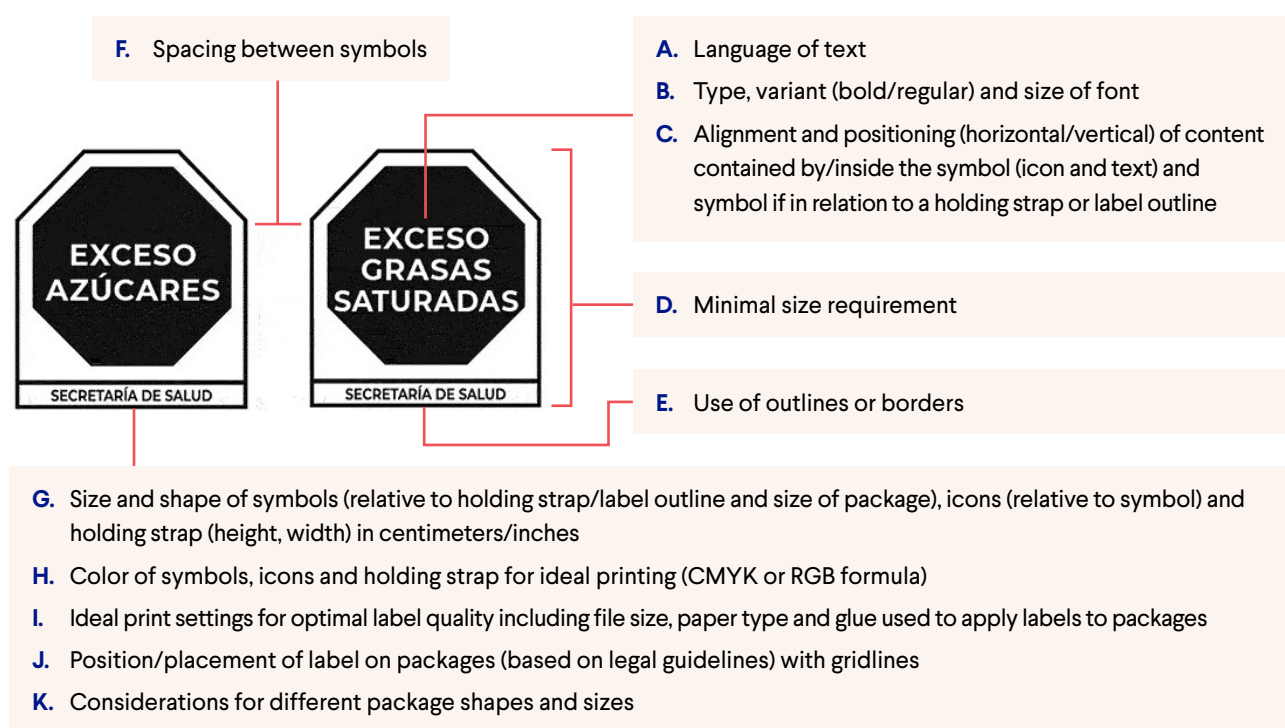 F. Spacing between symbols
A. Language of text
B. Type, variant (bold/regular) and size of font
C. Alignment and positioning (horizontal/vertical) of content
contained by/inside the symbol (icon and text) and
symbol if in relation to a holding strap or label outline
EXCESO
AZÚCARES
SECRETARÍA DE SALUD
EXCESO
GRASAS
SATURADAS
SECRETARÍA DE SALUD
D. Minimal size requirement
E. Use of outlines or borders
G. Size and shape of symbols (relative to holding strap/label outline and size of package), icons (relative to symbol) and
holding strap (height, width) in centimeters/inches
H. Color of symbols, icons and holding strap for ideal printing (CMYK or RGB formula)
I. Ideal print settings for optimal label quality including file size, paper type and glue used to apply labels to packages
J. Position/placement of label on packages (based on legal guidelines) with gridlines
K. Considerations for different package shapes and sizes